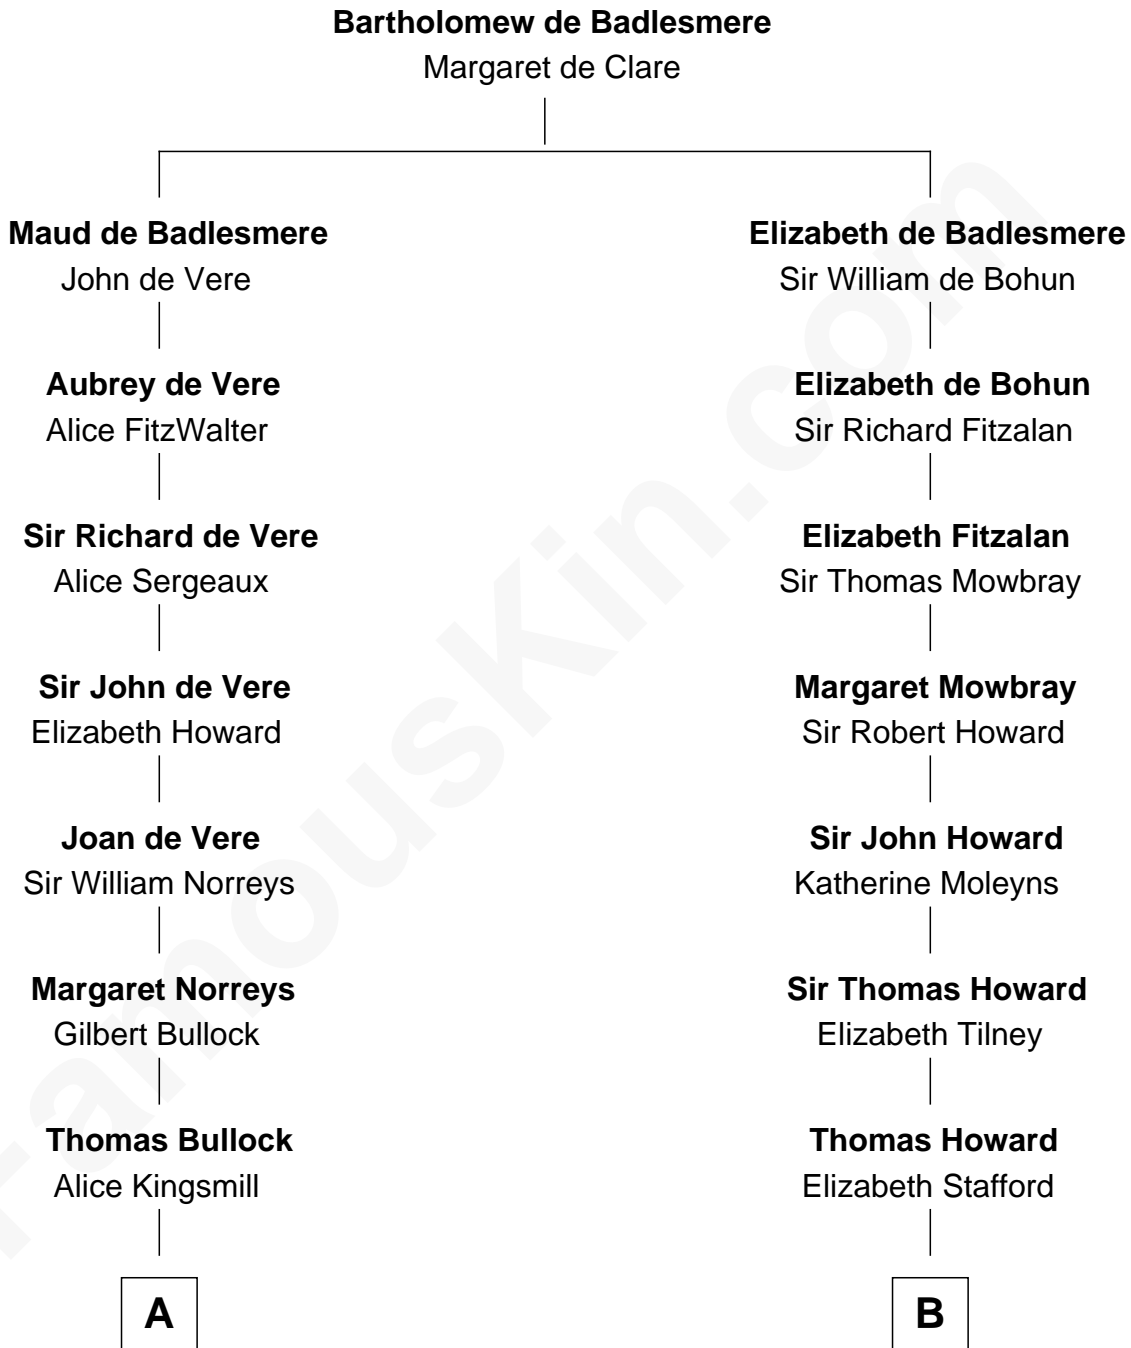 Bartholomew de Badlesmere
Margaret de Clare
Maud de Badlesmere
John de Vere
Elizabeth de Badlesmere
Sir William de Bohun
Aubrey de Vere
Alice FitzWalter
Elizabeth de Bohun
Sir Richard Fitzalan
Sir Richard de Vere
Alice Sergeaux
Elizabeth Fitzalan
Sir Thomas Mowbray
Sir John de Vere
Elizabeth Howard
Margaret Mowbray
Sir Robert Howard
Joan de Vere
Sir William Norreys
Sir John Howard
Katherine Moleyns
Margaret Norreys
Gilbert Bullock
Sir Thomas Howard
Elizabeth Tilney
Thomas Bullock
Alice Kingsmill
Thomas Howard
Elizabeth Stafford
A
B
FamousKin.com